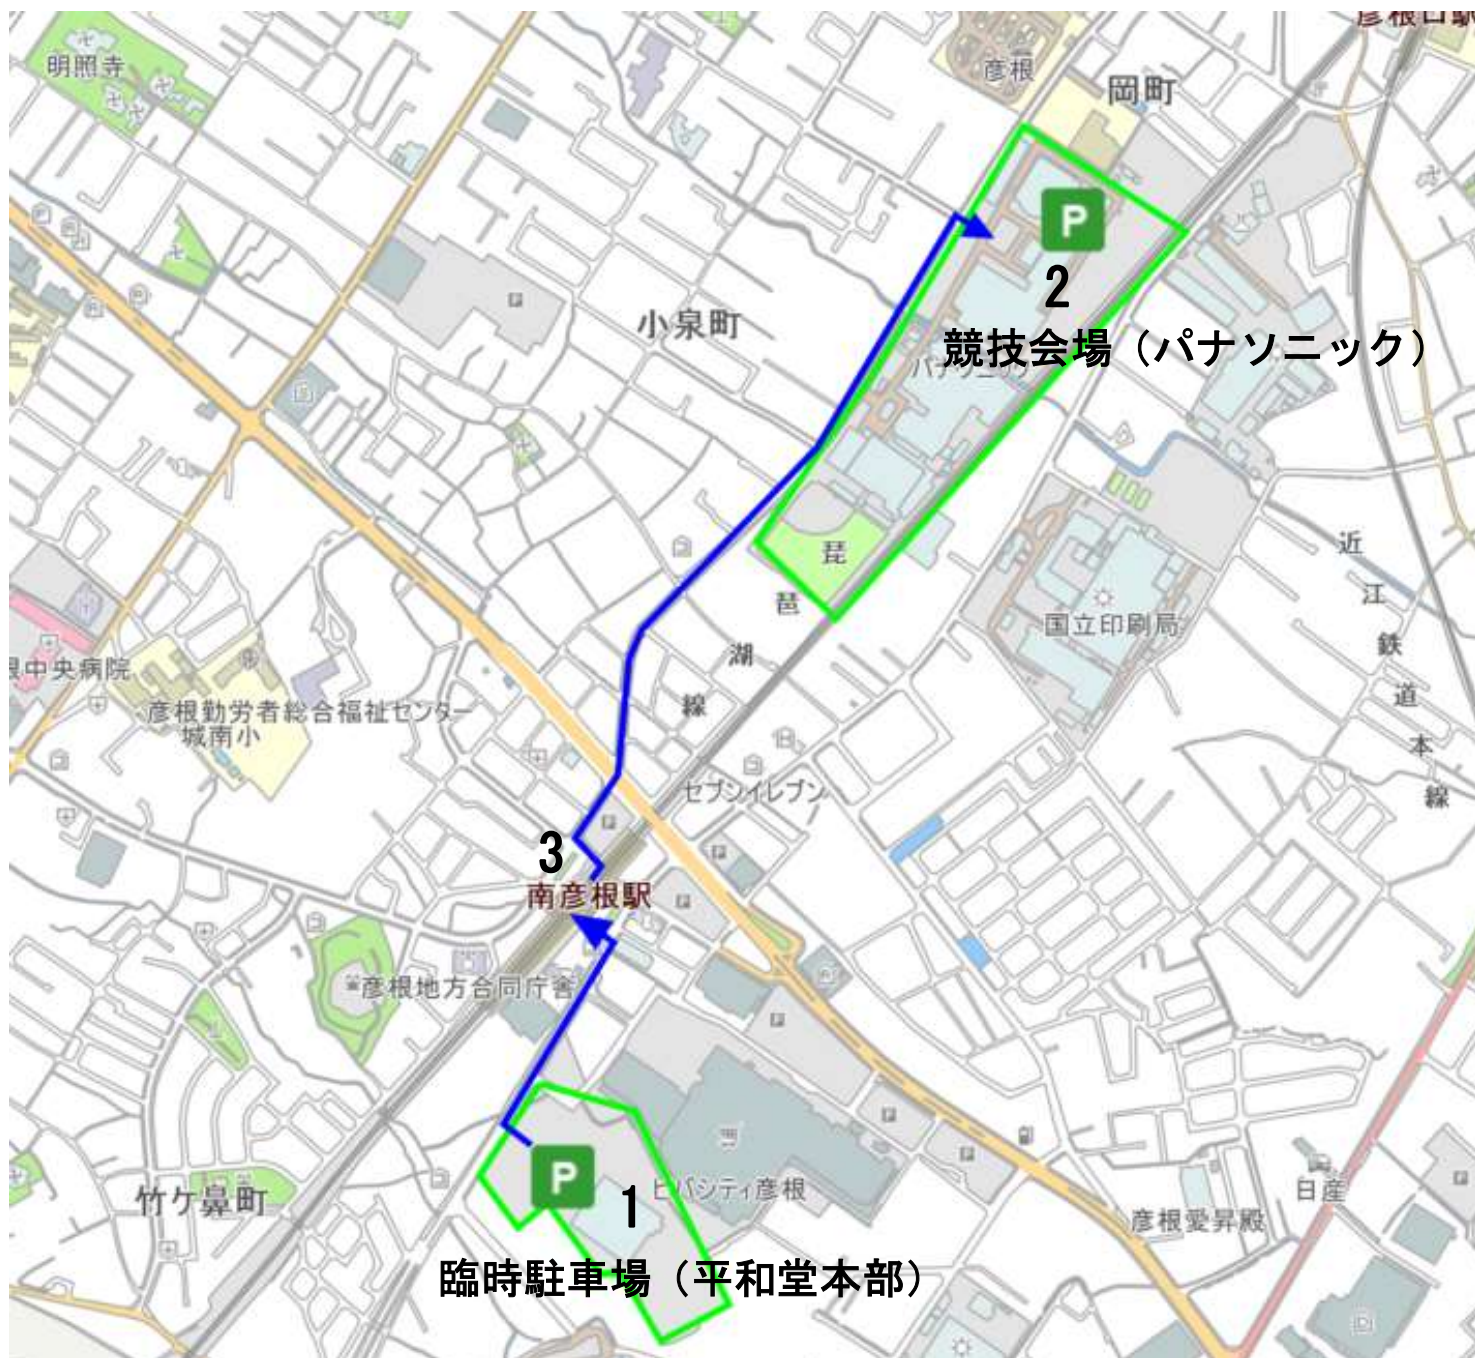 彦根口駅
明照寺
彦根
岡町
P
2
小泉町
競技会場（パナソニック）
パナソニック
琵
琶
湖
線
近
江
鉄
道
本
線
国立印刷局
彦根勤労者総合福祉センター
城南小
根中央病院
セブンイレブン
3
南彦根駅
彦根地方合同庁舎
P
1
ビバシティ彦根
竹ケ鼻町
日産
彦根愛昇殿
臨時駐車場（平和堂本部）